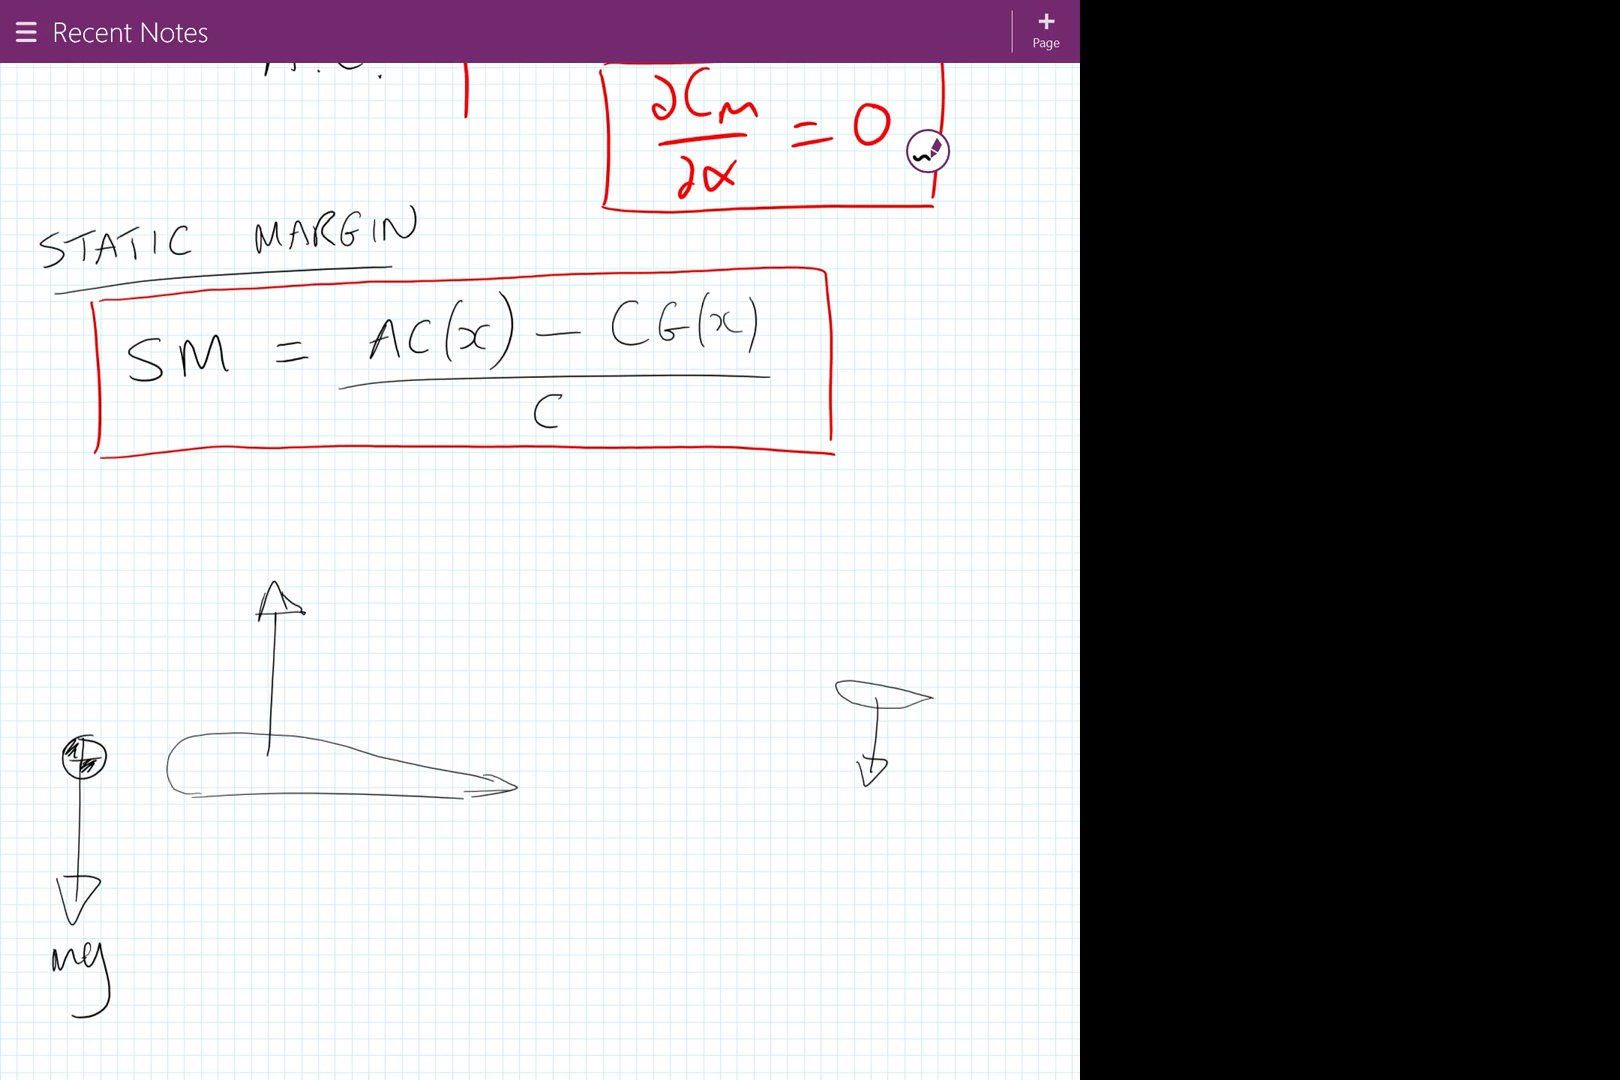 Recent Notes
+
Page
∂CM/∂α = 0
STATIC MARGIN
SM = AC(x) − CG(x) / C
mg